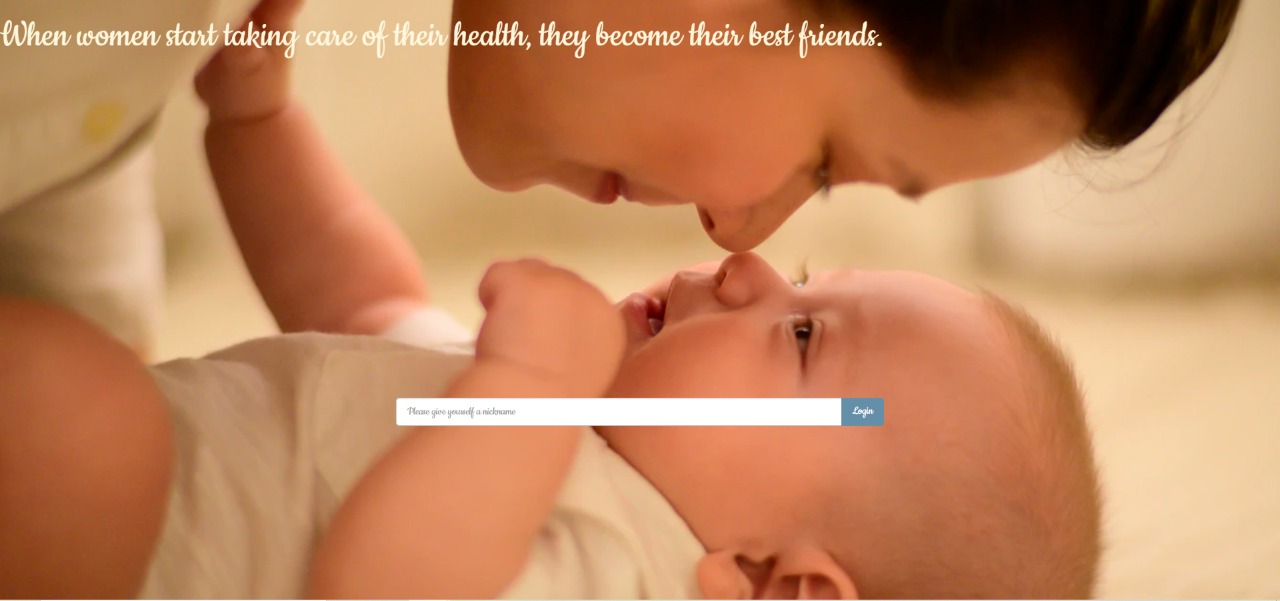 When women start taking care of their health, they become their best friends.
Please give yourself a nickname
Login